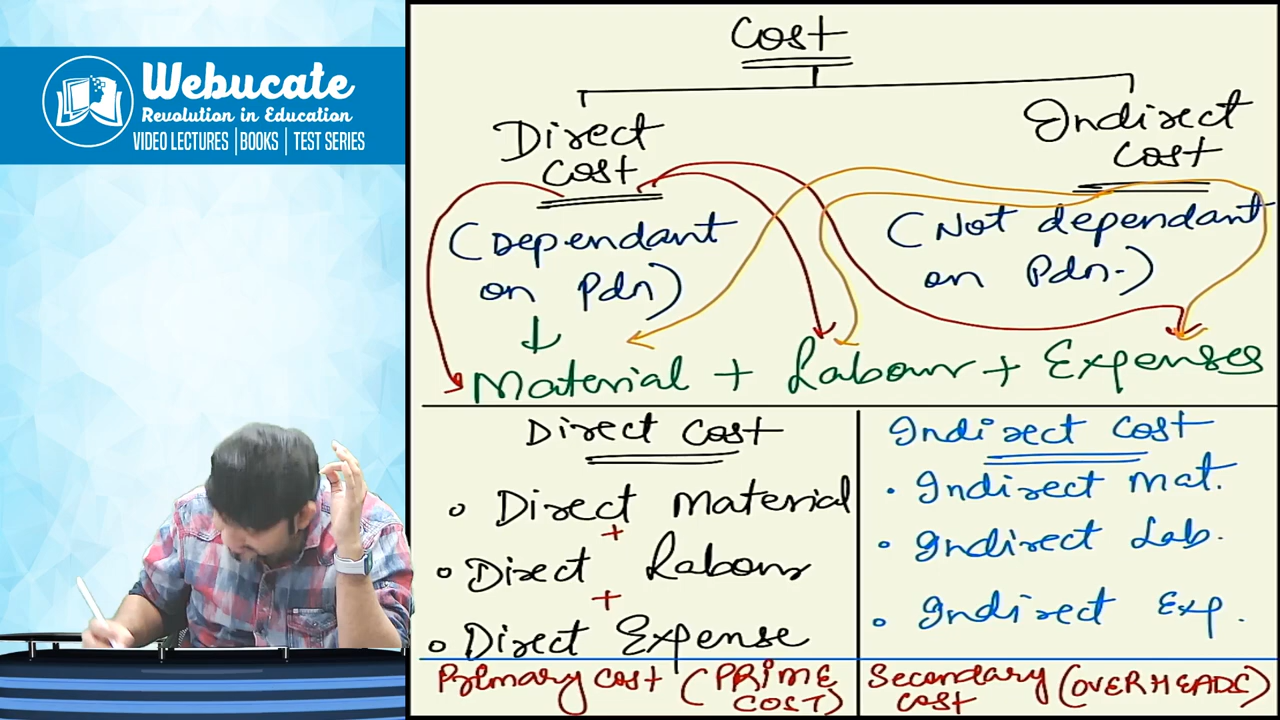 Webucate
Revolution in Education
VIDEO LECTURES | BOOKS | TEST SERIES
Cost
Direct
Cost
(Dependant
on Pdn)
Indirect
Cost
(Not dependant
on Pdn.)
Material + Labour + Expenses
Direct Cost
• Direct Material
+
• Direct Labour
+
• Direct Expense
Primary Cost (PRIME
COST)
Indirect Cost
• Indirect Mat.
• Indirect Lab.
• Indirect Exp.
Secondary (OVERHEADS)
Cost